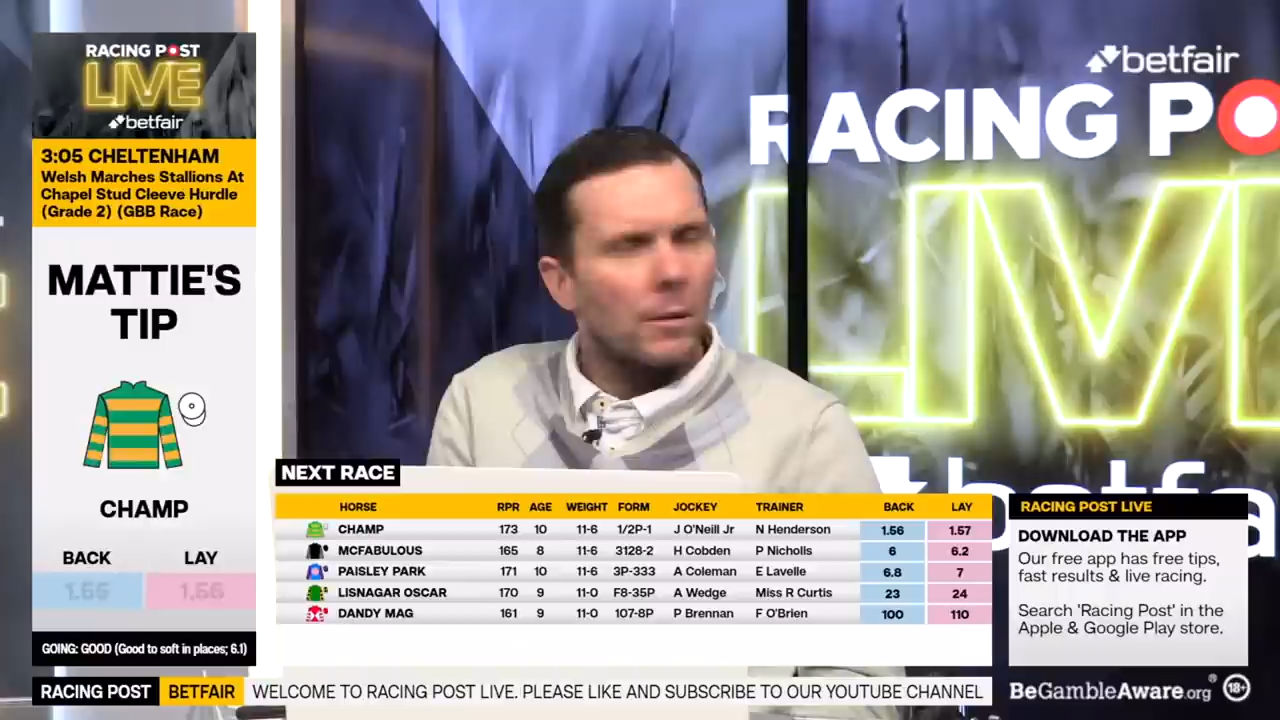 RACING POST
LIVE
betfair
3:05 CHELTENHAM
Welsh Marches Stallions At
Chapel Stud Cleeve Hurdle
(Grade 2) (GBB Race)
MATTIE'S
TIP
CHAMP
BACK LAY
GOING: GOOD (Good to soft in places; 6.1)
betfair
RACING PO
LIV
betfa
NEXT RACE
HORSE RPR AGE WEIGHT FORM JOCKEY TRAINER BACK LAY
CHAMP 173 10 11-6 1/2P-1 J O'Neill Jr N Henderson 1.56 1.57
MCFABULOUS 165 8 11-6 3128-2 H Cobden P Nicholls 6 6.2
PAISLEY PARK 171 10 11-6 3P-333 A Coleman E Lavelle 6.8 7
LISNAGAR OSCAR 170 9 11-0 F8-35P A Wedge Miss R Curtis 23 24
DANDY MAG 161 9 11-0 107-8P P Brennan F O'Brien 100 110
RACING POST LIVE
DOWNLOAD THE APP
Our free app has free tips,
fast results & live racing.
Search 'Racing Post' in the
Apple & Google Play store.
RACING POST BETFAIR WELCOME TO RACING POST LIVE. PLEASE LIKE AND SUBSCRIBE TO OUR YOUTUBE CHANNEL
BeGambleAware.org® 18+